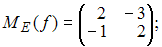 M_E(f) = \begin{pmatrix} 2 & -3 \\ -1 & 2 \end{pmatrix};